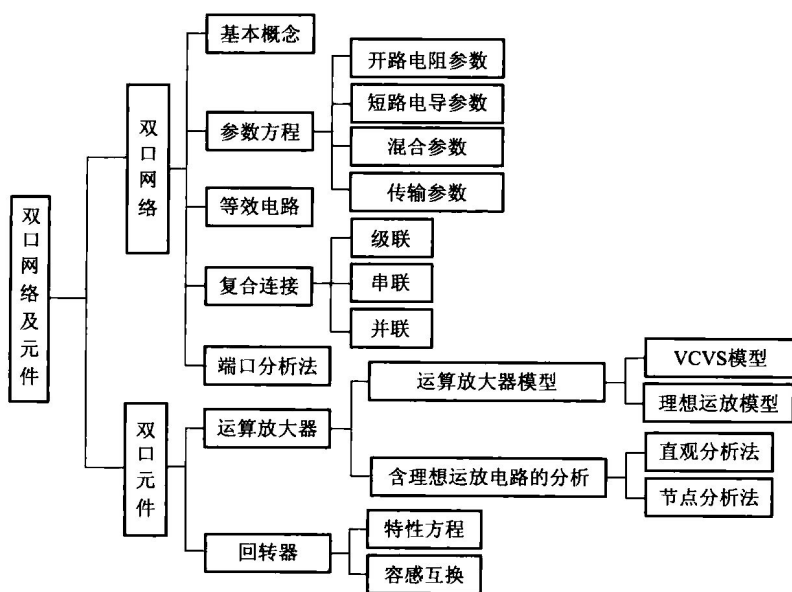 双口网络及元件
双口网络
基本概念
参数方程
开路电阻参数
短路电导参数
混合参数
传输参数
等效电路
复合连接
级联
串联
并联
端口分析法
双口元件
运算放大器
运算放大器模型
VCVS模型
理想运放模型
含理想运放电路的分析
直观分析法
节点分析法
回转器
特性方程
容感互换